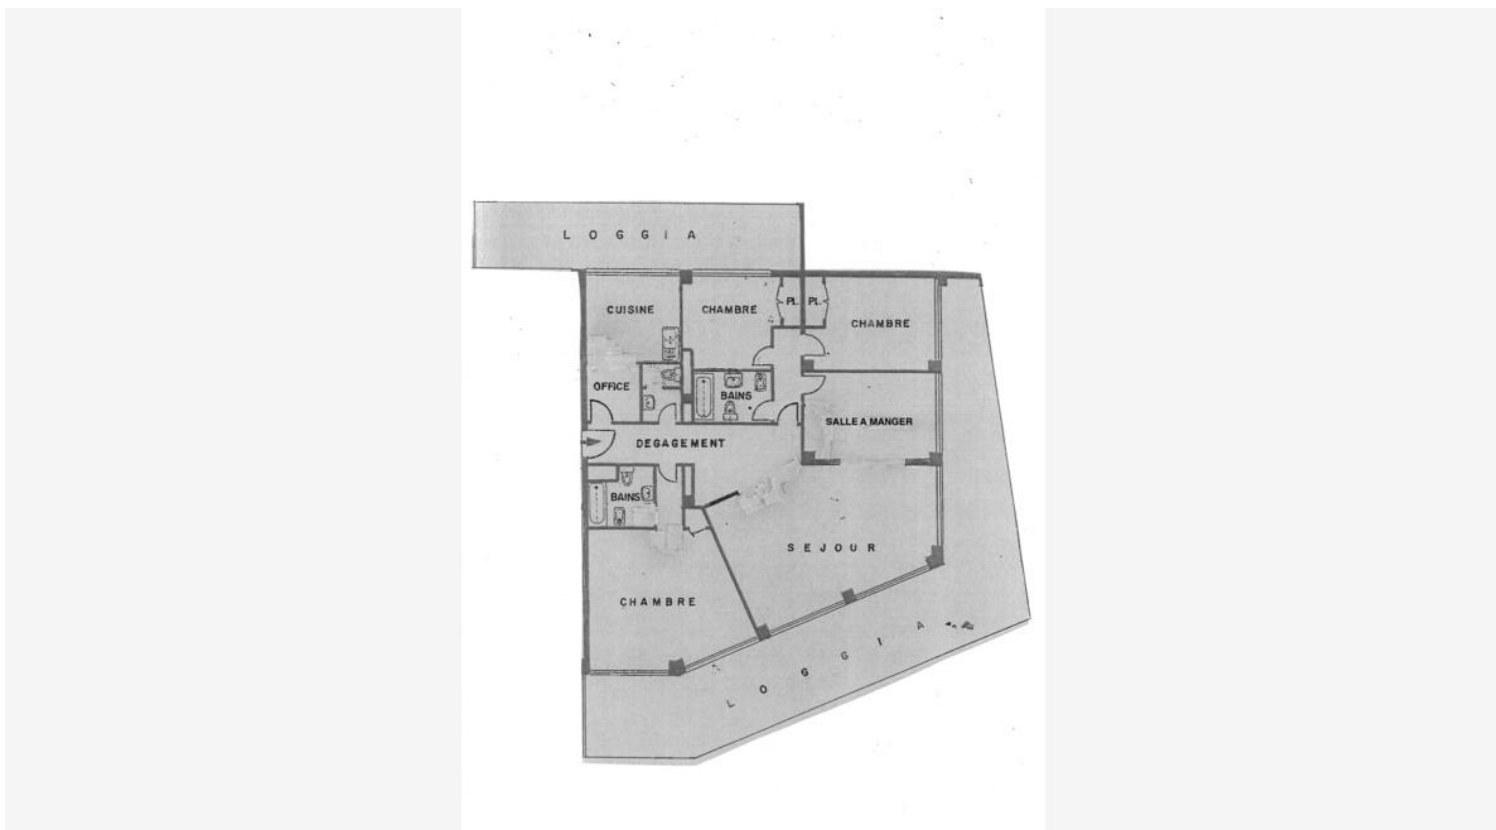 LOGGIA
CUISINE
CHAMBRE
PL.
PL.
CHAMBRE
OFFICE
BAINS
SALLE A MANGER
DEGAGEMENT
BAINS
SEJOUR
CHAMBRE
LOGGIA